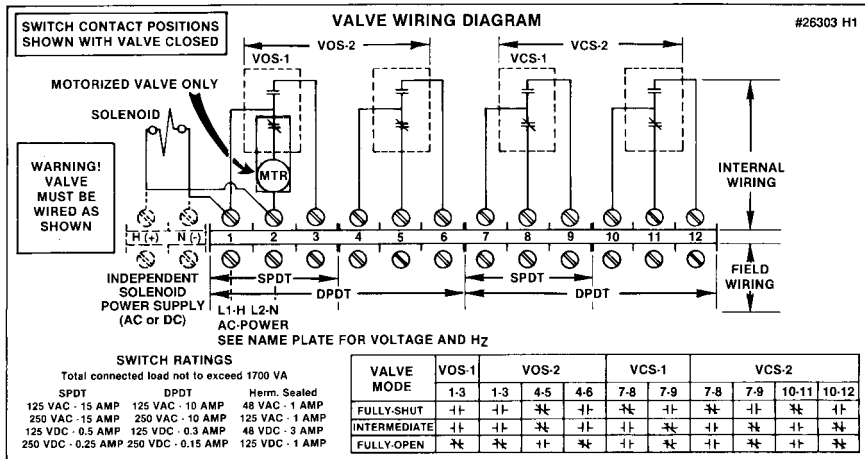 SWITCH CONTACT POSITIONS
SHOWN WITH VALVE CLOSED
VALVE WIRING DIAGRAM
#26303 H1
VOS-2
VOS-1
VCS-2
VCS-1
MOTORIZED VALVE ONLY
SOLENOID
MTR
WARNING!
VALVE
MUST BE
WIRED AS
SHOWN
INTERNAL
WIRING
H (+) N (-) 1 2 3 4 5 6 7 8 9 10 11 12
INDEPENDENT
SOLENOID
POWER SUPPLY
(AC or DC)
SPDT
DPDT
SPDT
DPDT
FIELD
WIRING
L1-H L2-N
AC-POWER
SEE NAME PLATE FOR VOLTAGE AND HZ
SWITCH RATINGS
Total connected load not to exceed 1700 VA
SPDT DPDT Herm. Sealed
125 VAC - 15 AMP 125 VAC - 10 AMP 48 VAC - 1 AMP
250 VAC - 15 AMP 250 VAC - 10 AMP 125 VAC - 1 AMP
125 VDC - 0.5 AMP 125 VDC - 0.3 AMP 48 VDC - 3 AMP
250 VDC - 0.25 AMP 250 VDC - 0.15 AMP 125 VDC - 1 AMP
VALVE MODE VOS-1 VOS-2 VCS-1 VCS-2
1-3 1-3 4-5 4-6 7-8 7-9 7-8 7-9 10-11 10-12
FULLY-SHUT
INTERMEDIATE
FULLY-OPEN